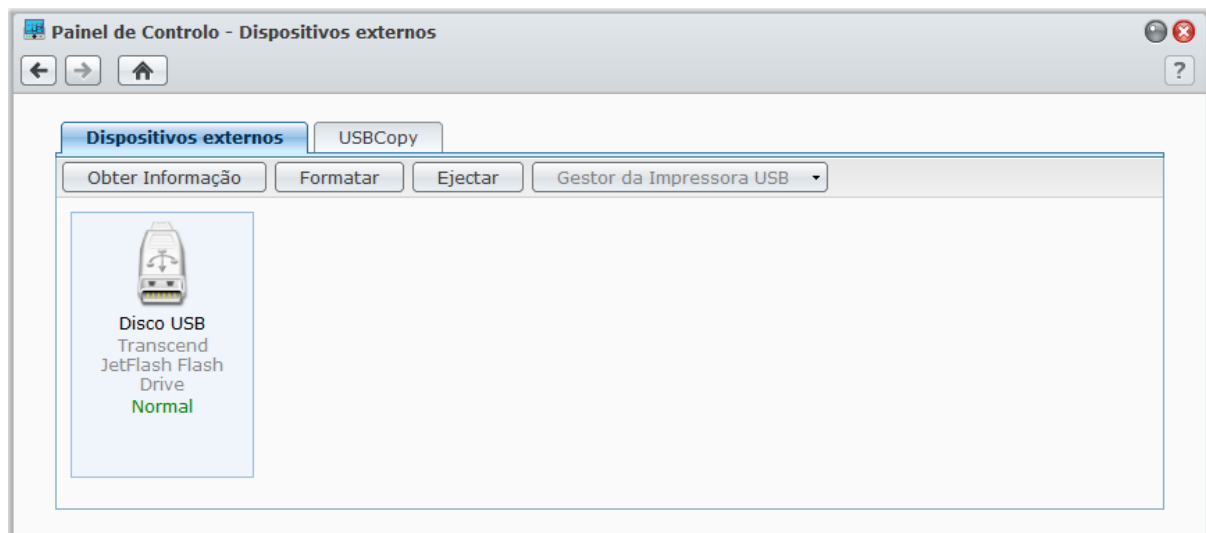 Painel de Controlo - Dispositivos externos
?
Dispositivos externos
USBCopy
Obter Informação
Formatar
Ejectar
Gestor da Impressora USB
Disco USB
Transcend
JetFlash Flash
Drive
Normal